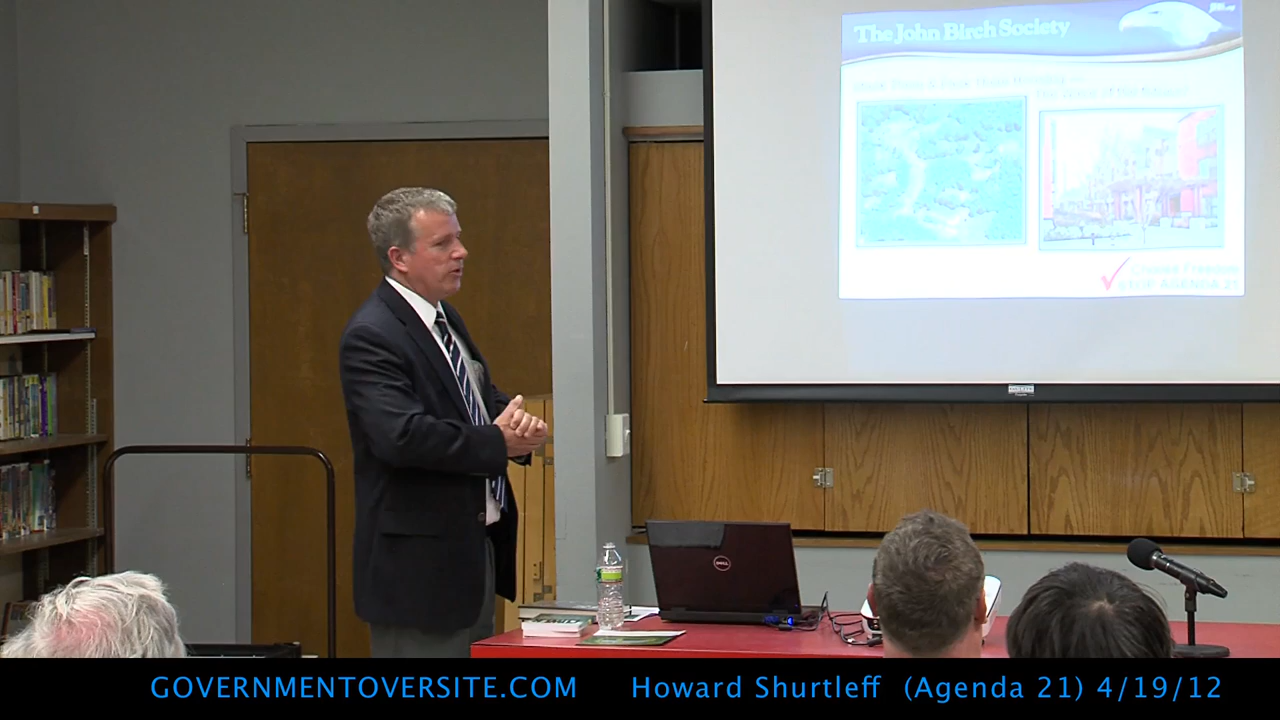 The John Birch Society
Choose Freedom
STOP AGENDA 21
DELL
GOVERNMENTOVERSITE.COM Howard Shurtleff (Agenda 21) 4/19/12